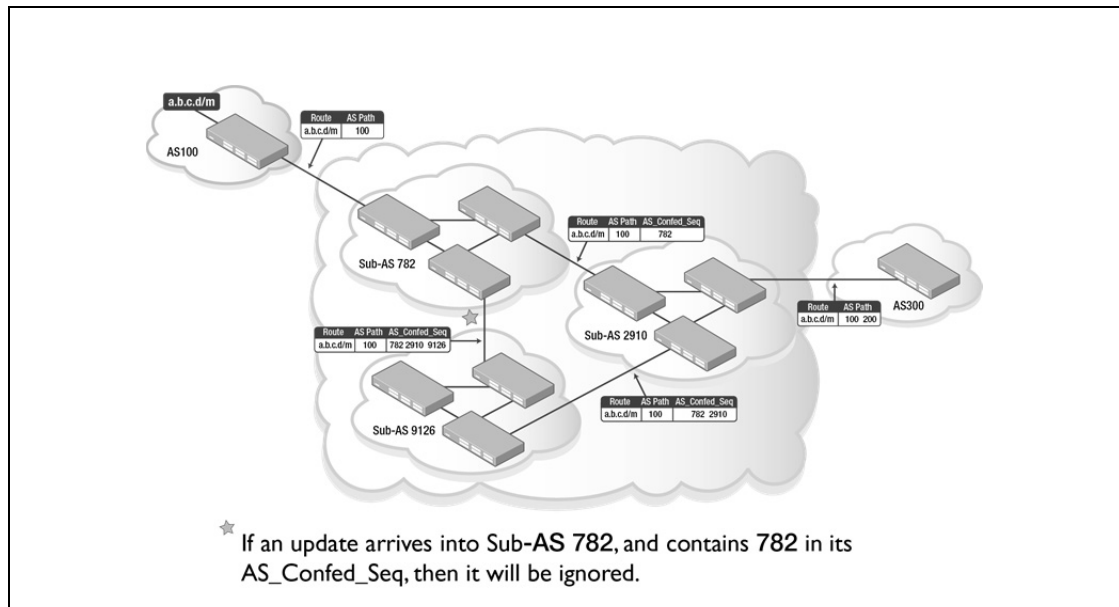 a.b.c.d/m
AS100
Route AS Path
a.b.c.d/m 100
Sub-AS 782
Route AS Path AS_Confed_Seq
a.b.c.d/m 100 782
Sub-AS 2910
AS300
Route AS Path
a.b.c.d/m 100 200
Route AS Path AS_Confed_Seq
a.b.c.d/m 100 782 2910 9126
Sub-AS 9126
Route AS Path AS_Confed_Seq
a.b.c.d/m 100 782 2910
If an update arrives into Sub-AS 782, and contains 782 in its
AS_Confed_Seq, then it will be ignored.